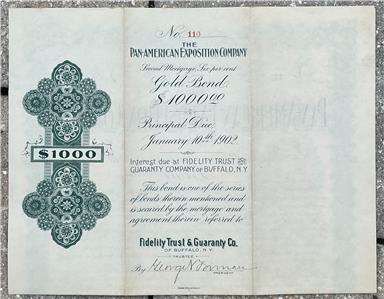 No. 110
THE
PAN-AMERICAN EXPOSITION COMPANY
Second Mortgage, Six per cent
Gold Bond,
$1000.00
Principal Due
January 10th 1902.
Interest due at FIDELITY TRUST AND
GUARANTY COMPANY OF BUFFALO, N.Y.
This bond is one of the series
of bonds therein mentioned and
is secured by the mortgage and
agreement therein referred to
$1000
Fidelity Trust & Guaranty Co.
OF BUFFALO, N.Y.
TRUSTEE
By George V. Forman
PRESIDENT